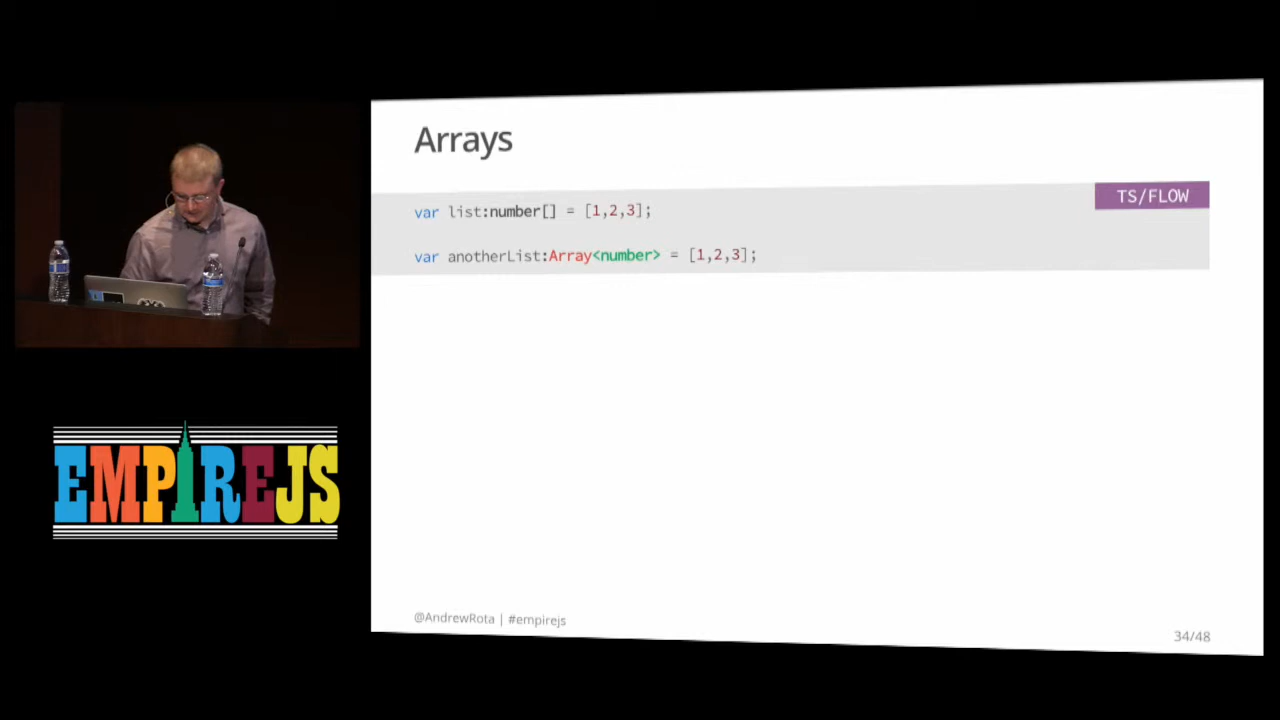 Arrays
TS/FLOW
var list:number[] = [1,2,3];
var anotherList:Array<number> = [1,2,3];
EMPIREJS
@AndrewRota | #empirejs
34/48